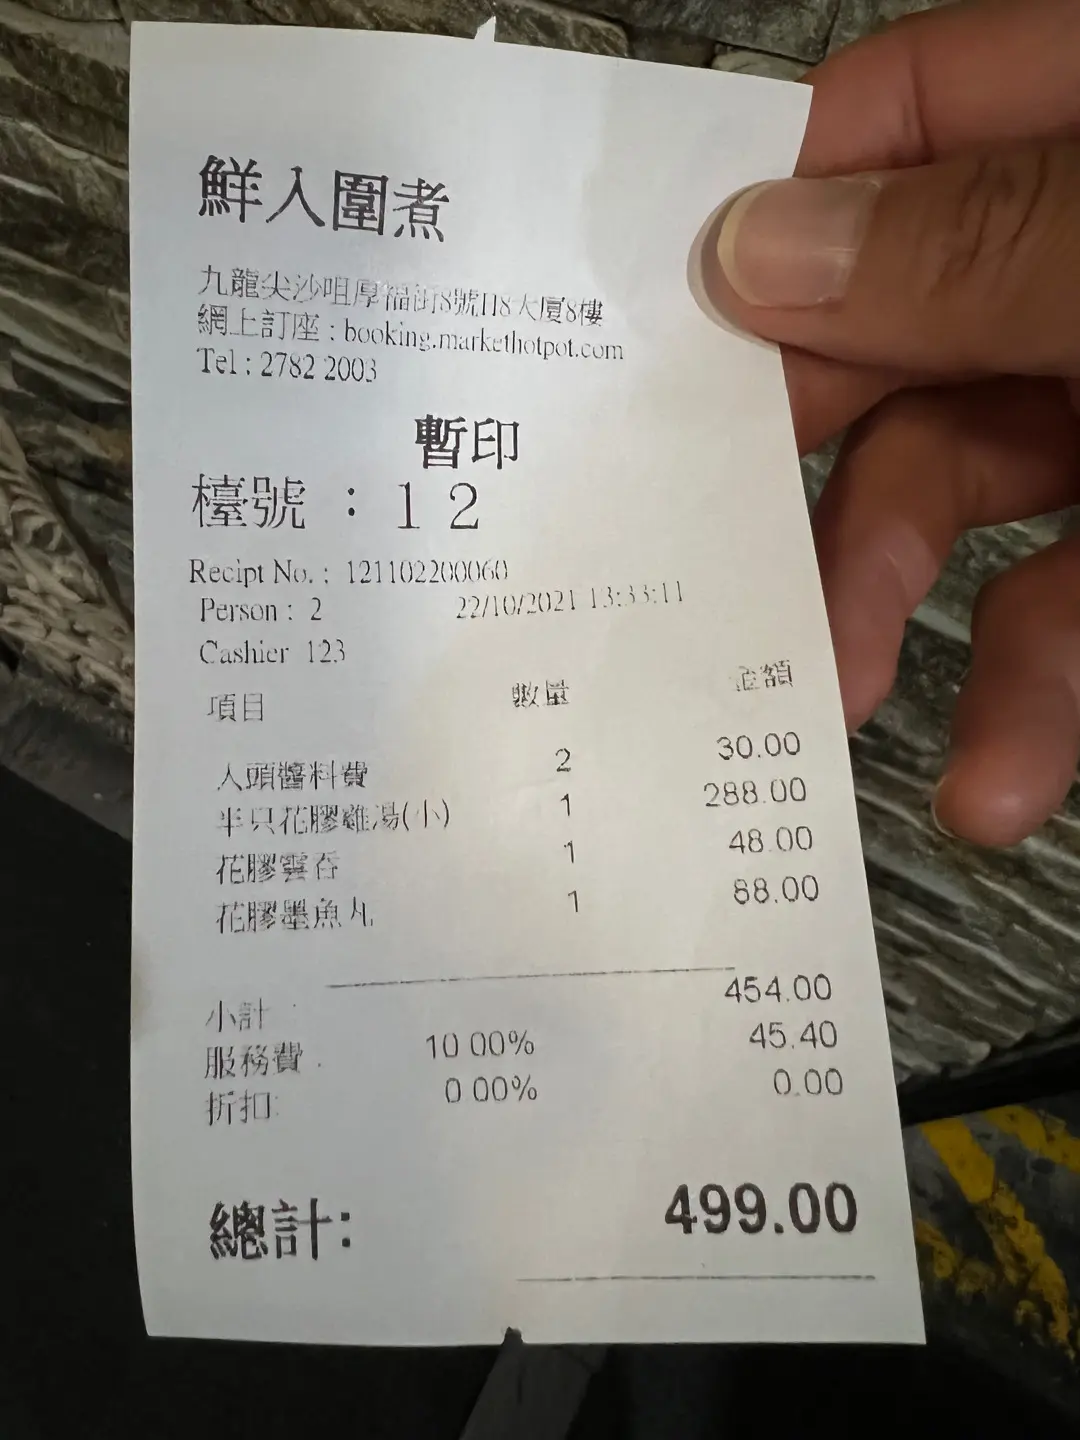 鮮入圍煮
九龍尖沙咀厚福街8號H8大廈8樓
網上訂座 : booking.markethotpot.com
Tel : 2782 2003
暫印
檯號 : 12
Recipt No. : 121102200060
Person : 2 22/10/2021 13:33:11
Cashier 123
項目 數量 金額
人頭醬料費 2 30.00
半只花膠雞湯(小) 1 288.00
花膠雲吞 1 48.00
花膠墨魚丸 1 88.00
小計 : 454.00
服務費 : 10.00% 45.40
折扣: 0.00% 0.00
總計: 499.00